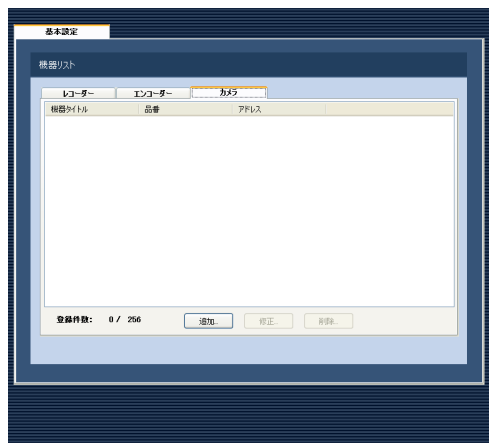 基本設定
機器リスト
レコーダー エンコーダー カメラ
機器タイトル 品番 アドレス
登録件数: 0 / 256 追加... 修正... 削除...